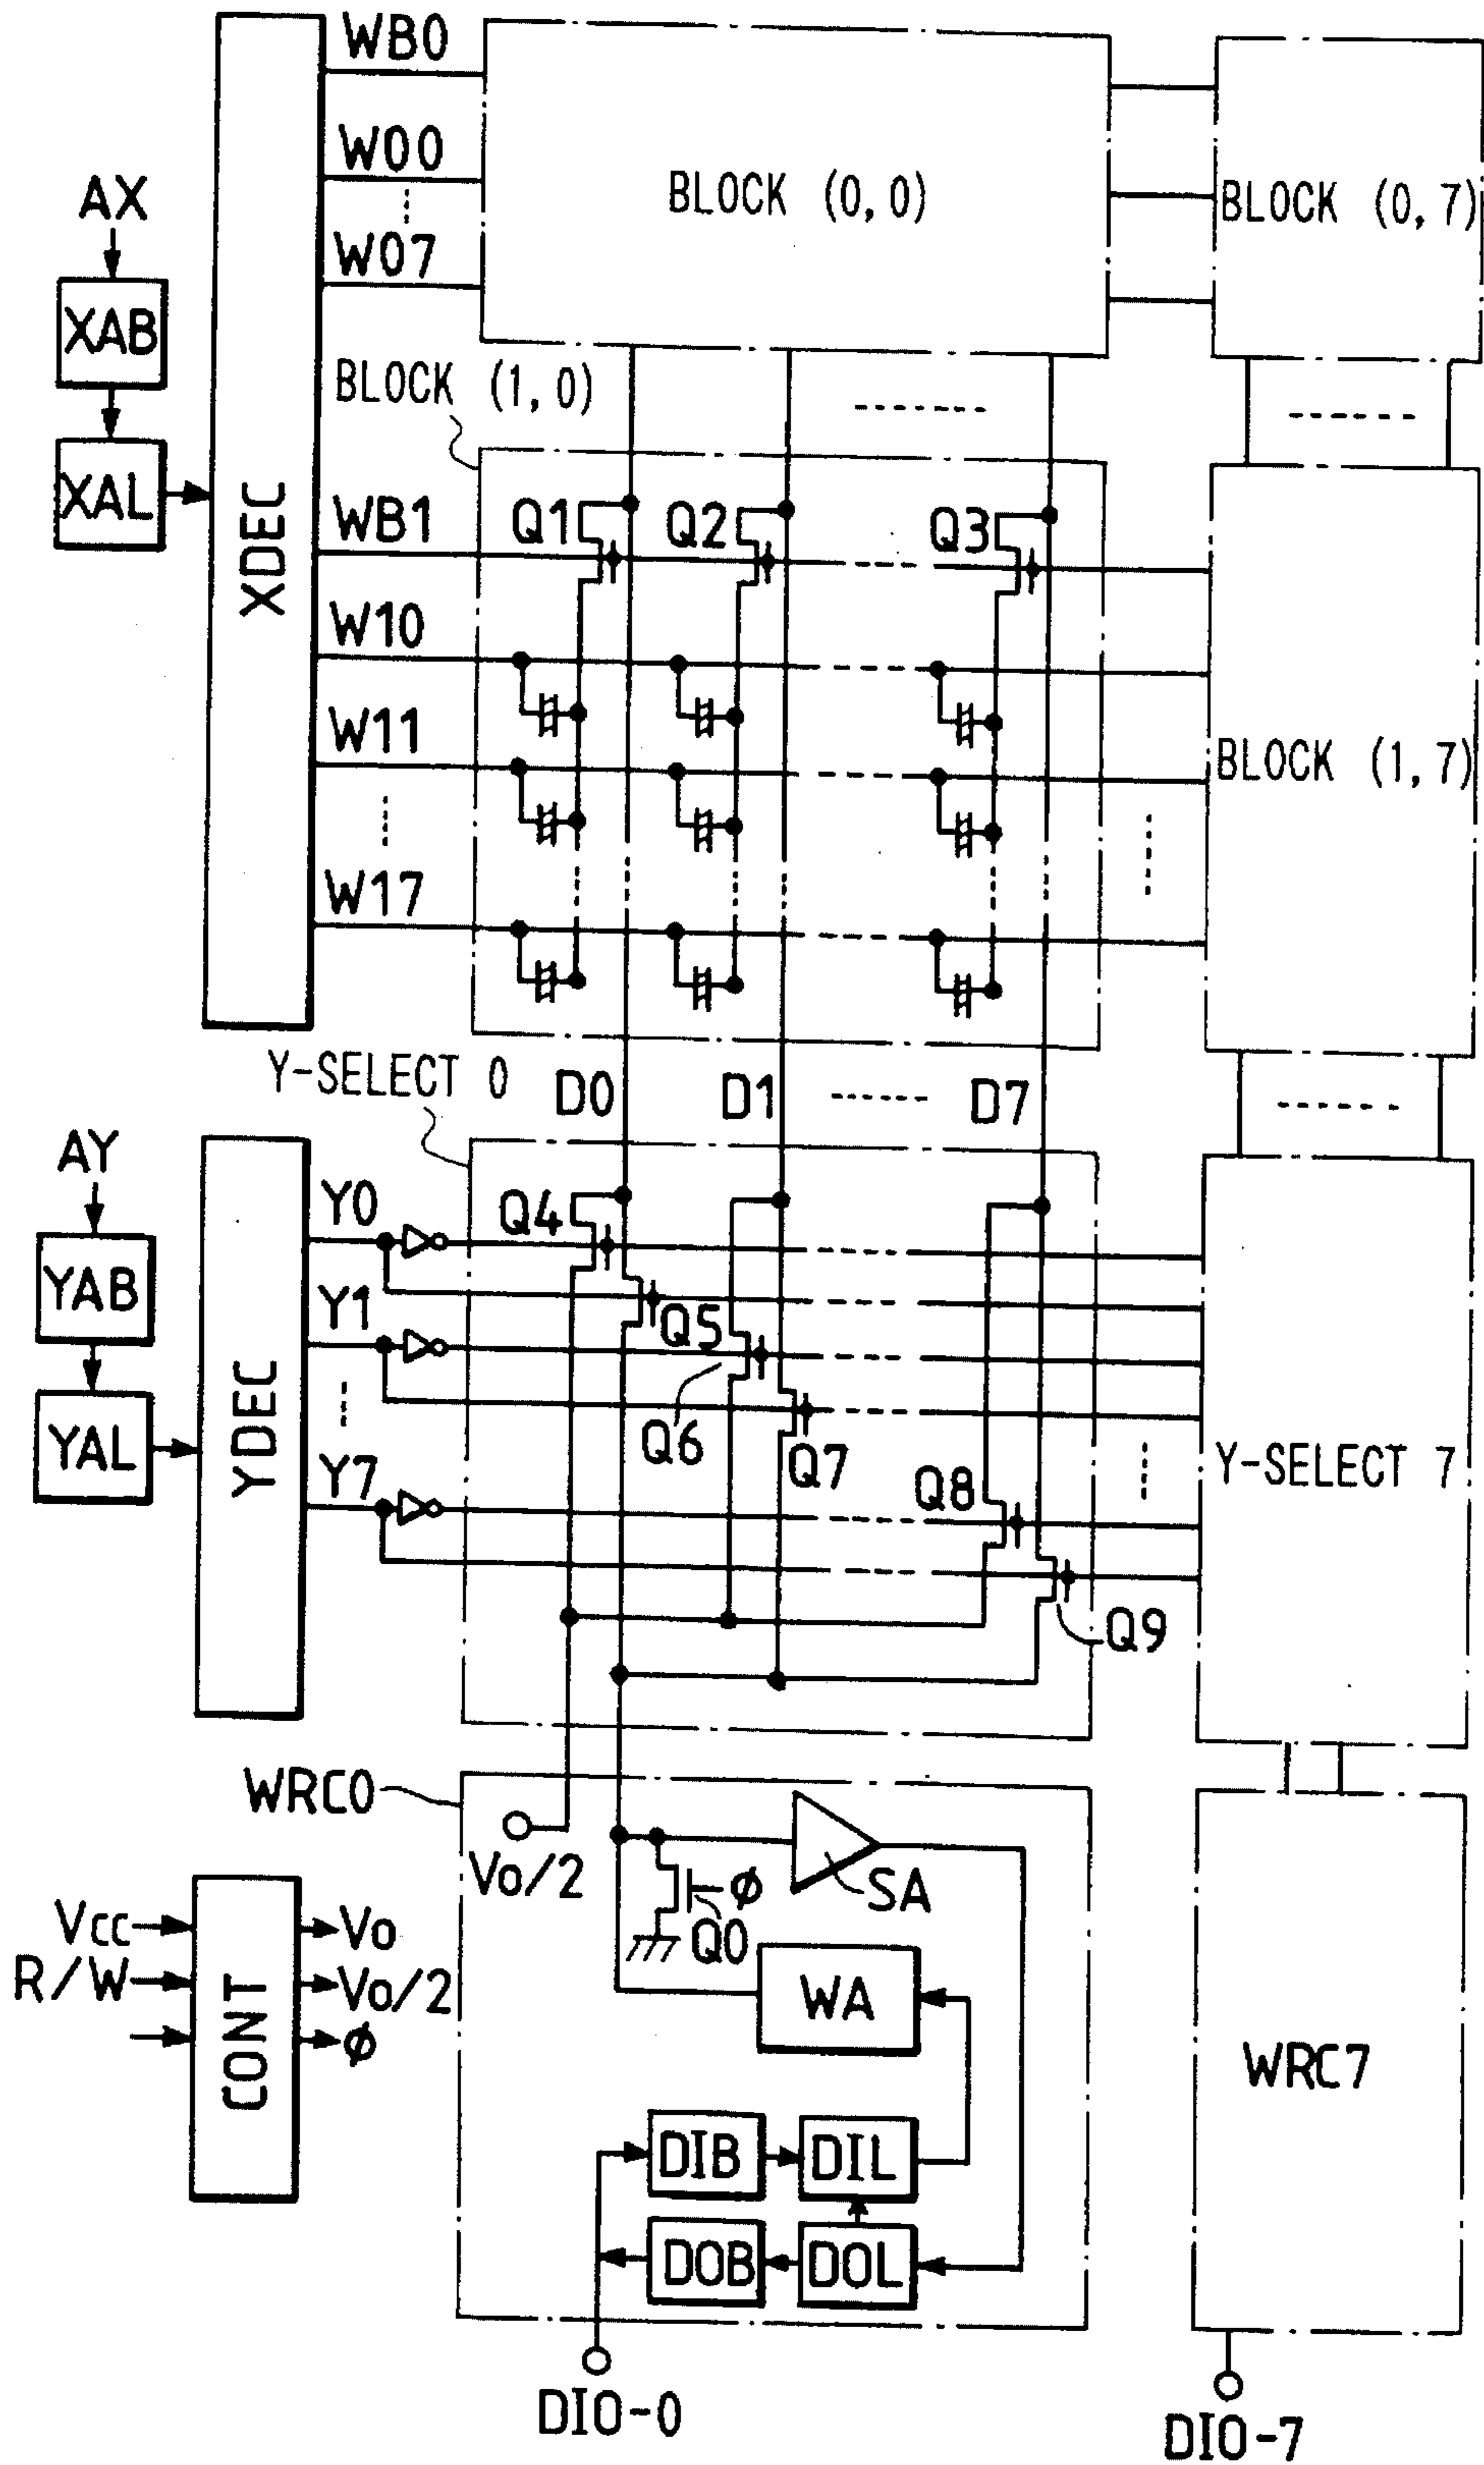 WB0
W00
W07
AX
XAB
XAL
XDEC
BLOCK (0,0)
BLOCK (0,7)
BLOCK (1,0)
WB1
Q1
Q2
Q3
W10
W11
W17
BLOCK (1,7)
Y-SELECT 0
D0
D1
D7
AY
YAB
YAL
YDEC
Y0
Y1
Y7
Q4
Q5
Q6
Q7
Q8
Q9
Y-SELECT 7
WRC0
Vo/2
SA
φ
Q0
WA
Vcc
R/W
CONT
Vo
Vo/2
φ
DIB
DIL
DOB
DOL
WRC7
DIO-0
DIO-7